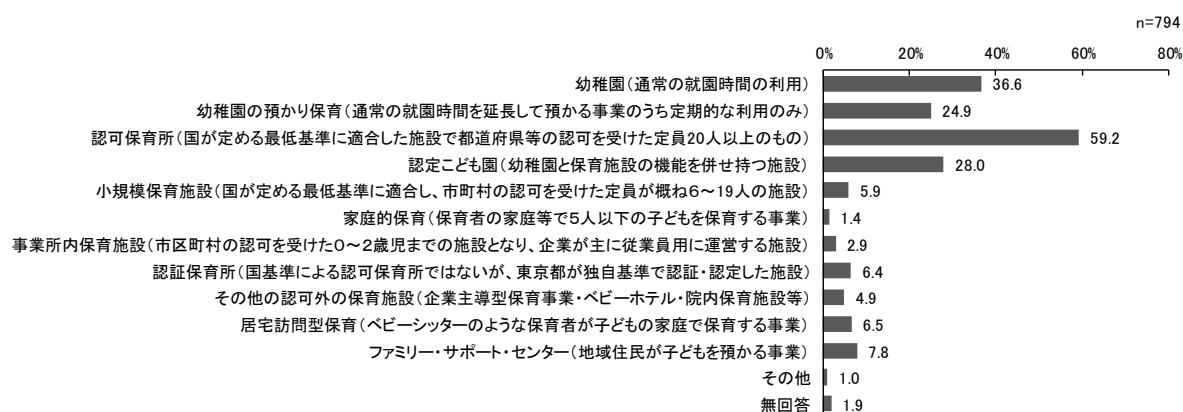 n=794
0% 20% 40% 60% 80%
幼稚園（通常の就園時間の利用） 36.6
幼稚園の預かり保育（通常の就園時間を延長して預かる事業のうち定期的な利用のみ） 24.9
認可保育所（国が定める最低基準に適合した施設で都道府県等の認可を受けた定員20人以上のもの） 59.2
認定こども園（幼稚園と保育施設の機能を併せ持つ施設） 28.0
小規模保育施設（国が定める最低基準に適合し、市町村の認可を受けた定員が概ね６～19人の施設） 5.9
家庭的保育（保育者の家庭等で５人以下の子どもを保育する事業） 1.4
事業所内保育施設（市区町村の認可を受けた０～２歳児までの施設となり、企業が主に従業員用に運営する施設） 2.9
認証保育所（国基準による認可保育所ではないが、東京都が独自基準で認証・認定した施設） 6.4
その他の認可外の保育施設（企業主導型保育事業・ベビーホテル・院内保育施設等） 4.9
居宅訪問型保育（ベビーシッターのような保育者が子どもの家庭で保育する事業） 6.5
ファミリー・サポート・センター（地域住民が子どもを預かる事業） 7.8
その他 1.0
無回答 1.9